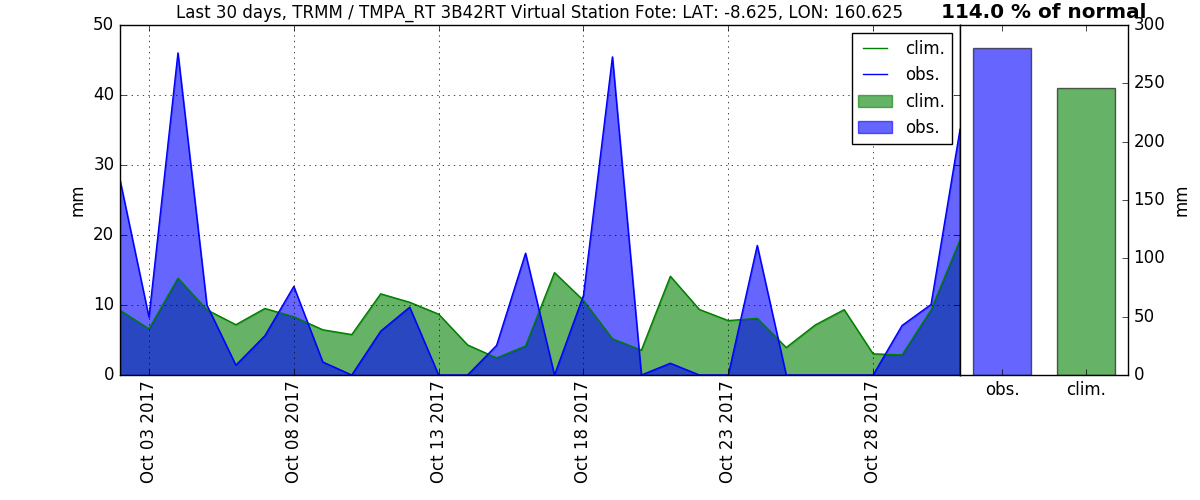 Last 30 days, TRMM / TMPA_RT 3B42RT Virtual Station Fote: LAT: -8.625, LON: 160.625
114.0 % of normal
50
40
30
20
10
0
mm
clim.
obs.
clim.
obs.
300
250
200
150
100
50
0
mm
obs.
clim.
Oct 03 2017
Oct 08 2017
Oct 13 2017
Oct 18 2017
Oct 23 2017
Oct 28 2017